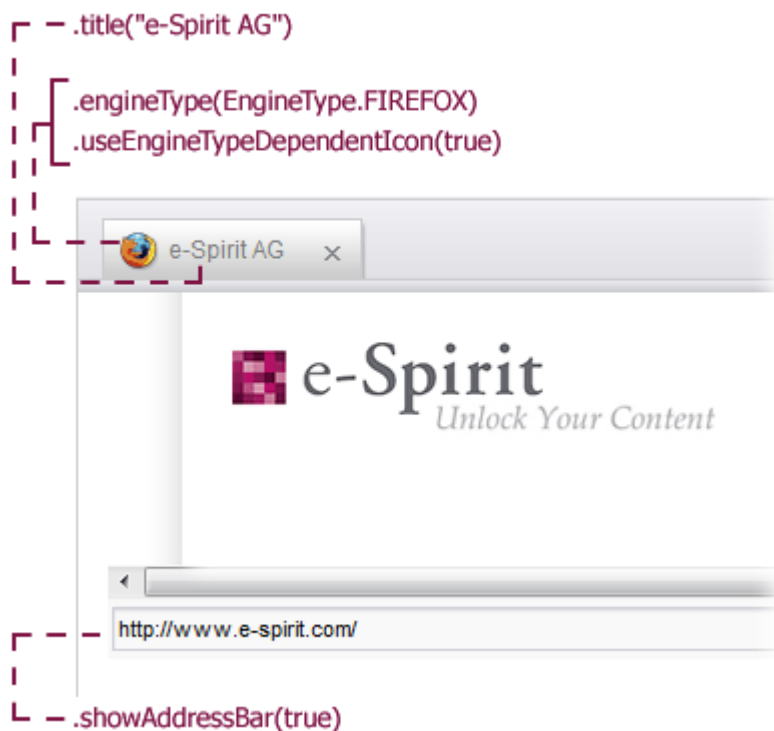 .title("e-Spirit AG")
.engineType(EngineType.FIREFOX)
.useEngineTypeDependentIcon(true)
e-Spirit AG
e-Spirit
Unlock Your Content
http://www.e-spirit.com/
.showAddressBar(true)